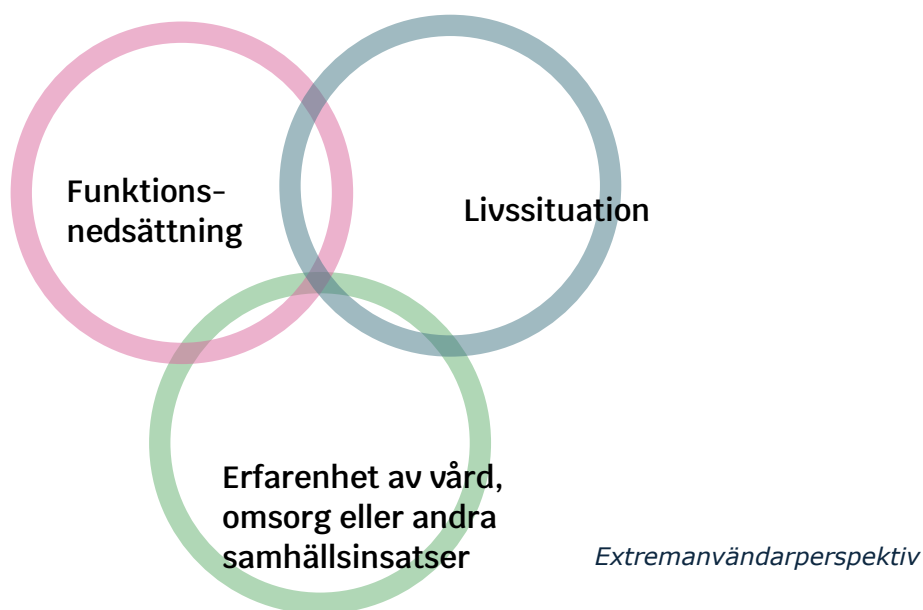 Funktions-
nedsättning
Livssituation
Erfarenhet av vård,
omsorg eller andra
samhällsinsatser
Extremanvändarperspektiv